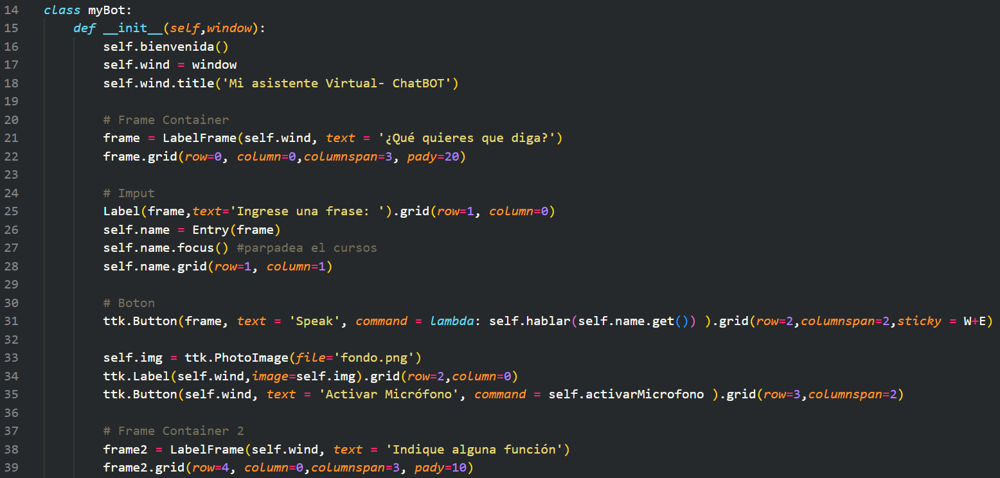 14 class myBot:
15     def __init__(self,window):
16         self.bienvenida()
17         self.wind = window
18         self.wind.title('Mi asistente Virtual- ChatBOT')
19
20         # Frame Container
21         frame = LabelFrame(self.wind, text = '¿Qué quieres que diga?')
22         frame.grid(row=0, column=0,columnspan=3, pady=20)
23
24         # Imput
25         Label(frame,text='Ingrese una frase: ').grid(row=1, column=0)
26         self.name = Entry(frame)
27         self.name.focus() #parpadea el cursos
28         self.name.grid(row=1, column=1)
29
30         # Boton
31         ttk.Button(frame, text = 'Speak', command = lambda: self.hablar(self.name.get()) ).grid(row=2,columnspan=2,sticky = W+E)
32
33         self.img = ttk.PhotoImage(file='fondo.png')
34         ttk.Label(self.wind,image=self.img).grid(row=2,column=0)
35         ttk.Button(self.wind, text = 'Activar Micrófono', command = self.activarMicrofono ).grid(row=3,columnspan=2)
36
37         # Frame Container 2
38         frame2 = LabelFrame(self.wind, text = 'Indique alguna función')
39         frame2.grid(row=4, column=0,columnspan=3, pady=10)